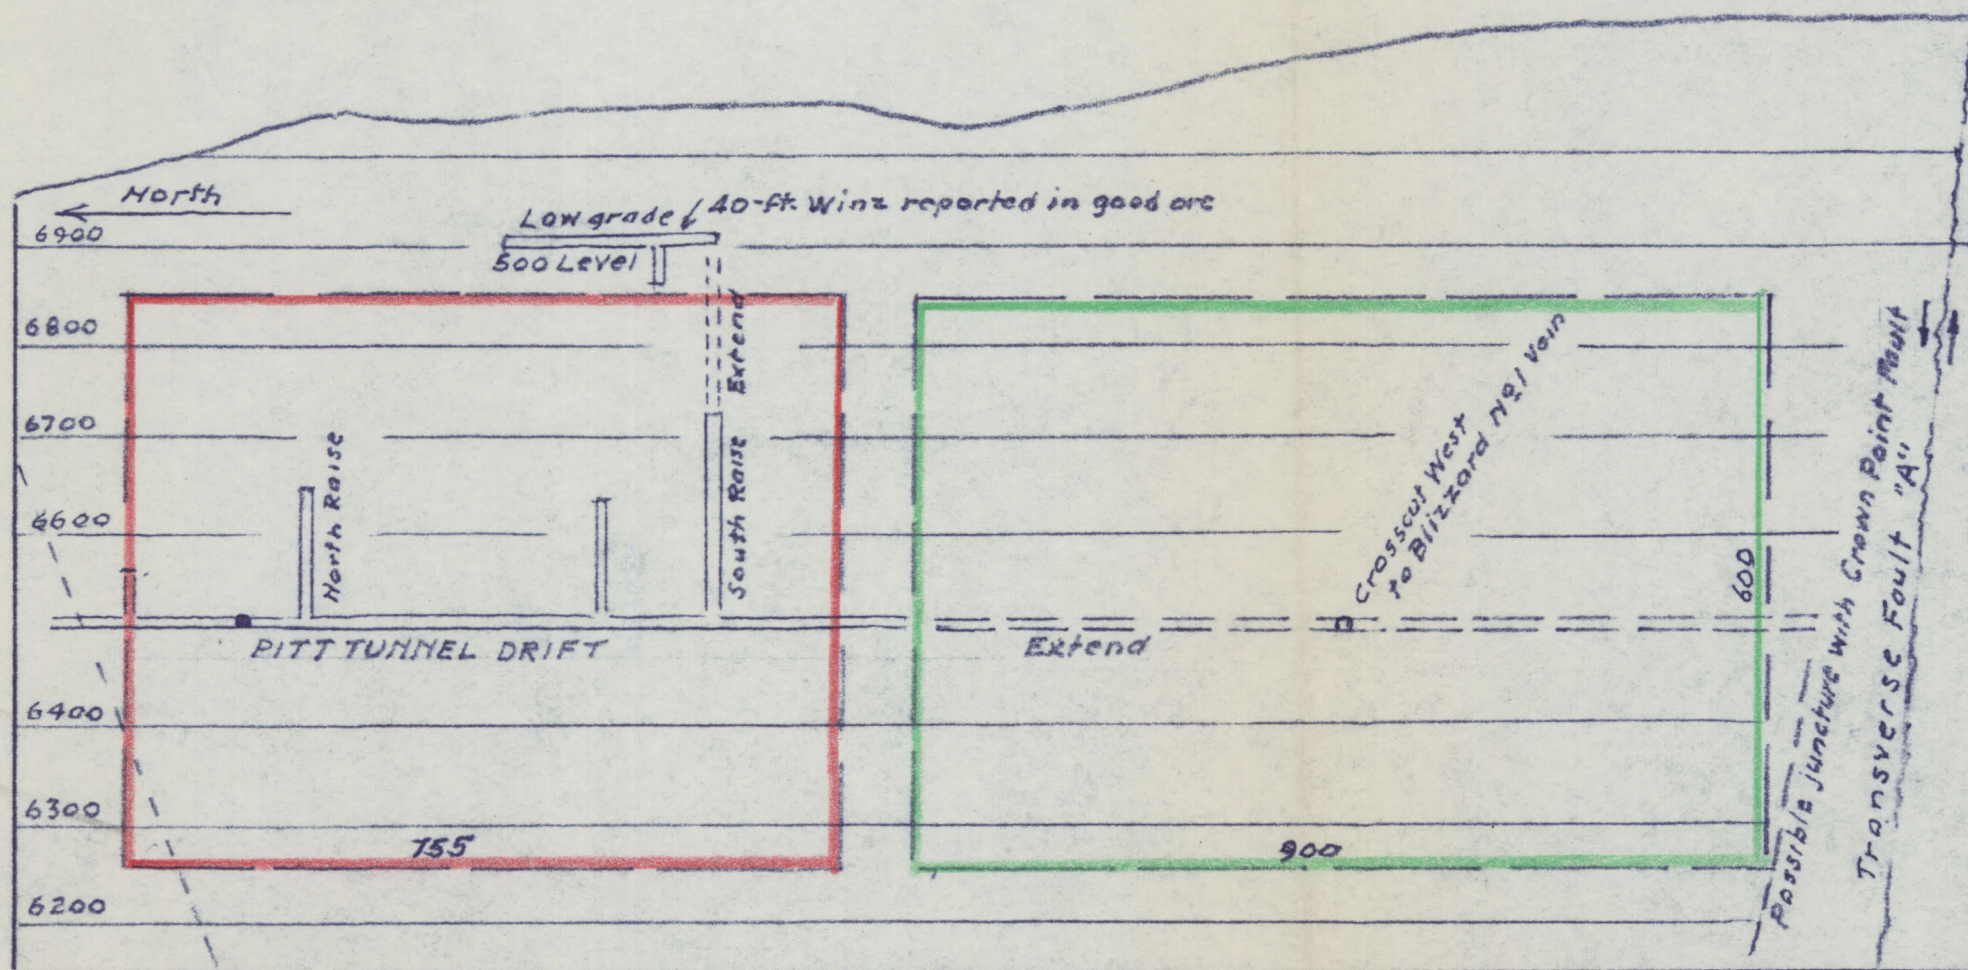 North
Low grade
40-ft. Winz reported in good ore
6900
500 Level
6800
Extend
6700
North Raise
South Raise
6600
Crosscut West
to Blizzard No 1 Vein
600
PITT TUNNEL DRIFT
Extend
Possible juncture with Crown Point Fault
Transverse Fault "A"
6400
6300
755
900
6200